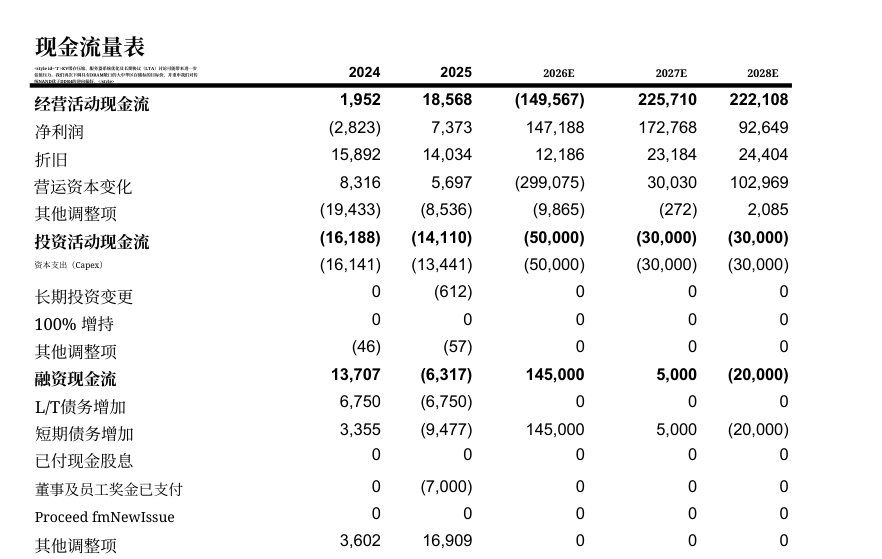 现金流量表
2024 2025 2026E 2027E 2028E
经营活动现金流 1,952 18,568 (149,567) 225,710 222,108
净利润 (2,823) 7,373 147,188 172,768 92,649
折旧 15,892 14,034 12,186 23,184 24,404
营运资本变化 8,316 5,697 (299,075) 30,030 102,969
其他调整项 (19,433) (8,536) (9,865) (272) 2,085
投资活动现金流 (16,188) (14,110) (50,000) (30,000) (30,000)
资本支出（Capex） (16,141) (13,441) (50,000) (30,000) (30,000)
长期投资变更 0 (612) 0 0 0
100% 增持 0 0 0 0 0
其他调整项 (46) (57) 0 0 0
融资现金流 13,707 (6,317) 145,000 5,000 (20,000)
L/T债务增加 6,750 (6,750) 0 0 0
短期债务增加 3,355 (9,477) 145,000 5,000 (20,000)
已付现金股息 0 0 0 0 0
董事及员工奖金已支付 0 (7,000) 0 0 0
Proceed fmNewIssue 0 0 0 0 0
其他调整项 3,602 16,909 0 0 0